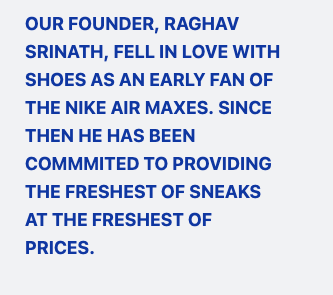 OUR FOUNDER, RAGHAV
SRINATH, FELL IN LOVE WITH
SHOES AS AN EARLY FAN OF
THE NIKE AIR MAXES. SINCE
THEN HE HAS BEEN
COMMMITED TO PROVIDING
THE FRESHEST OF SNEAKS
AT THE FRESHEST OF
PRICES.